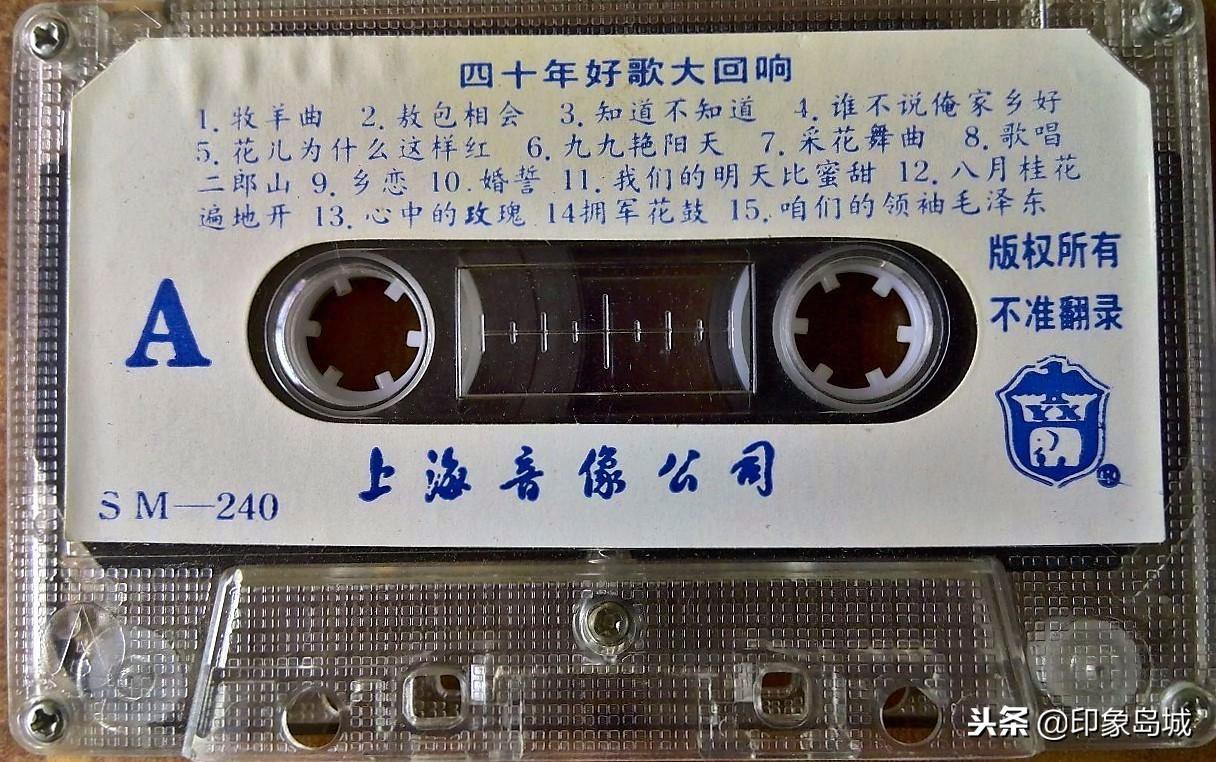 四十年好歌大回响
1. 牧羊曲 2. 敖包相会 3. 知道不知道 4. 谁不说俺家乡好
5. 花儿为什么这样红 6. 九九艳阳天 7. 采花舞曲 8. 歌唱
二郎山 9. 乡恋 10. 婚誓 11. 我们的明天比蜜甜 12. 八月桂花
遍地开 13. 心中的玫瑰 14拥军花鼓 15. 咱们的领袖毛泽东
版权所有
不准翻录
A
YX
上海音像公司
SM—240
头条 @印象岛城